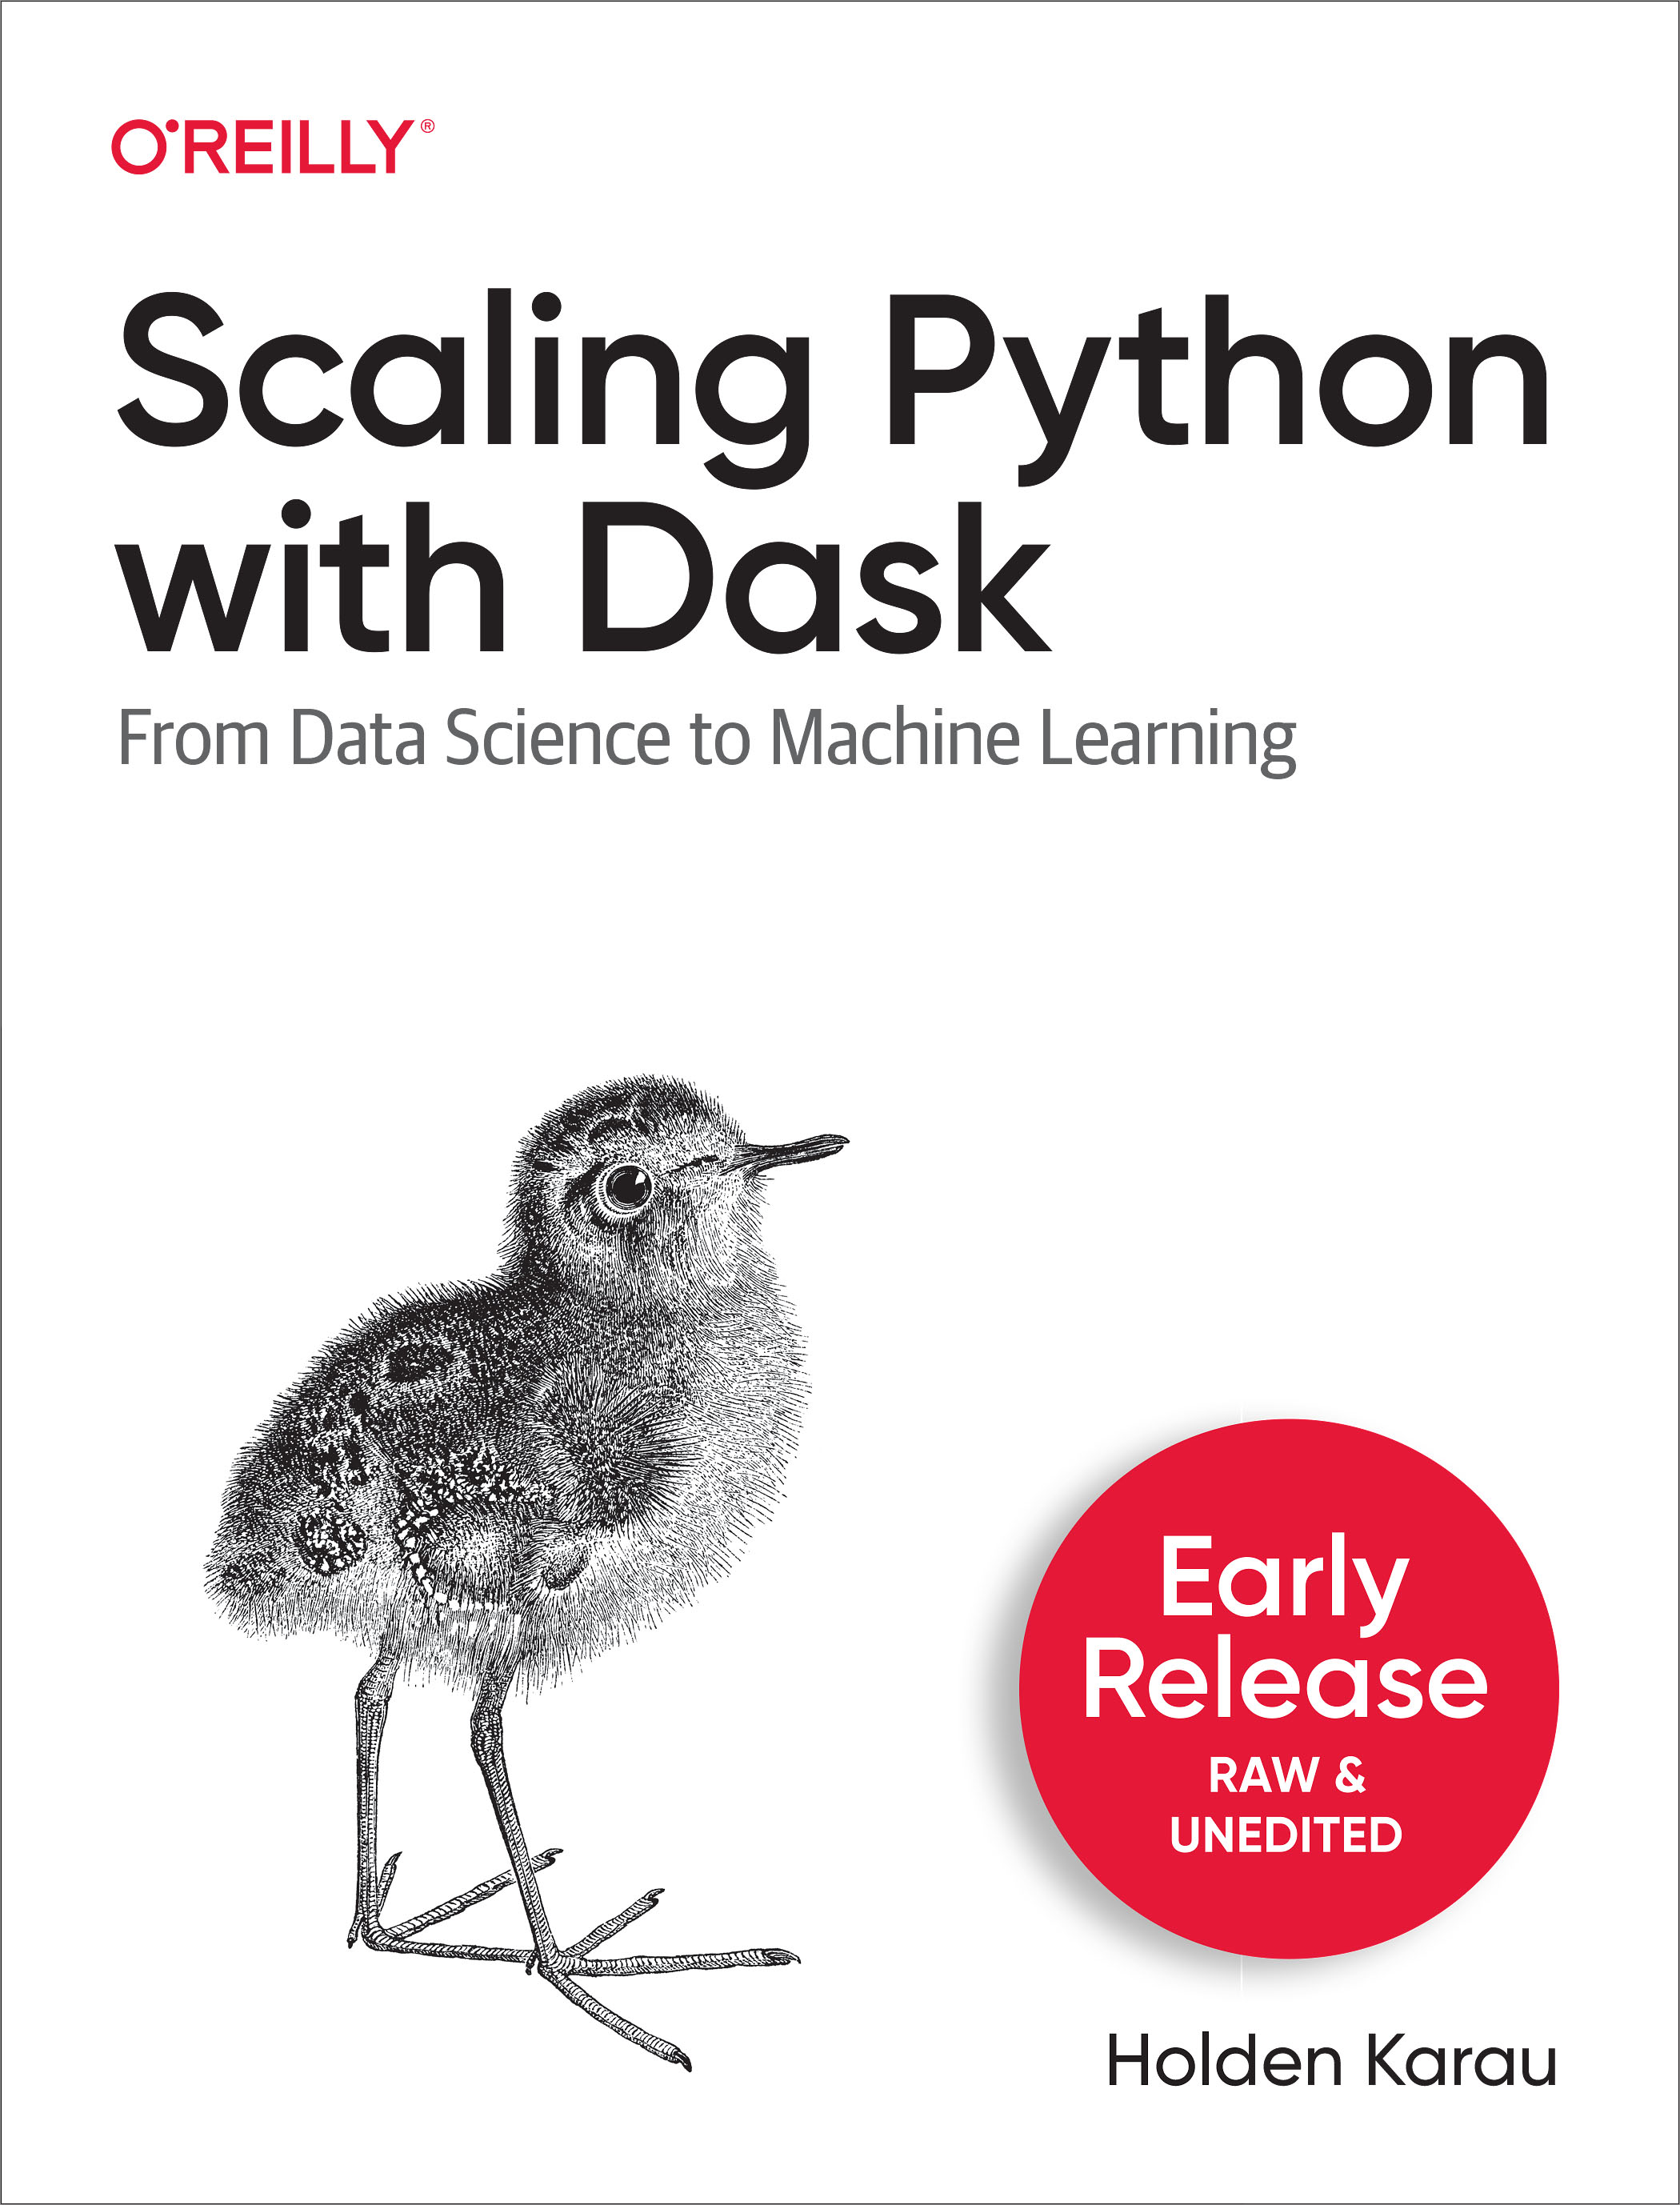 O'REILLY®
Scaling Python
with Dask
From Data Science to Machine Learning
Early
Release
RAW &
UNEDITED
Holden Karau